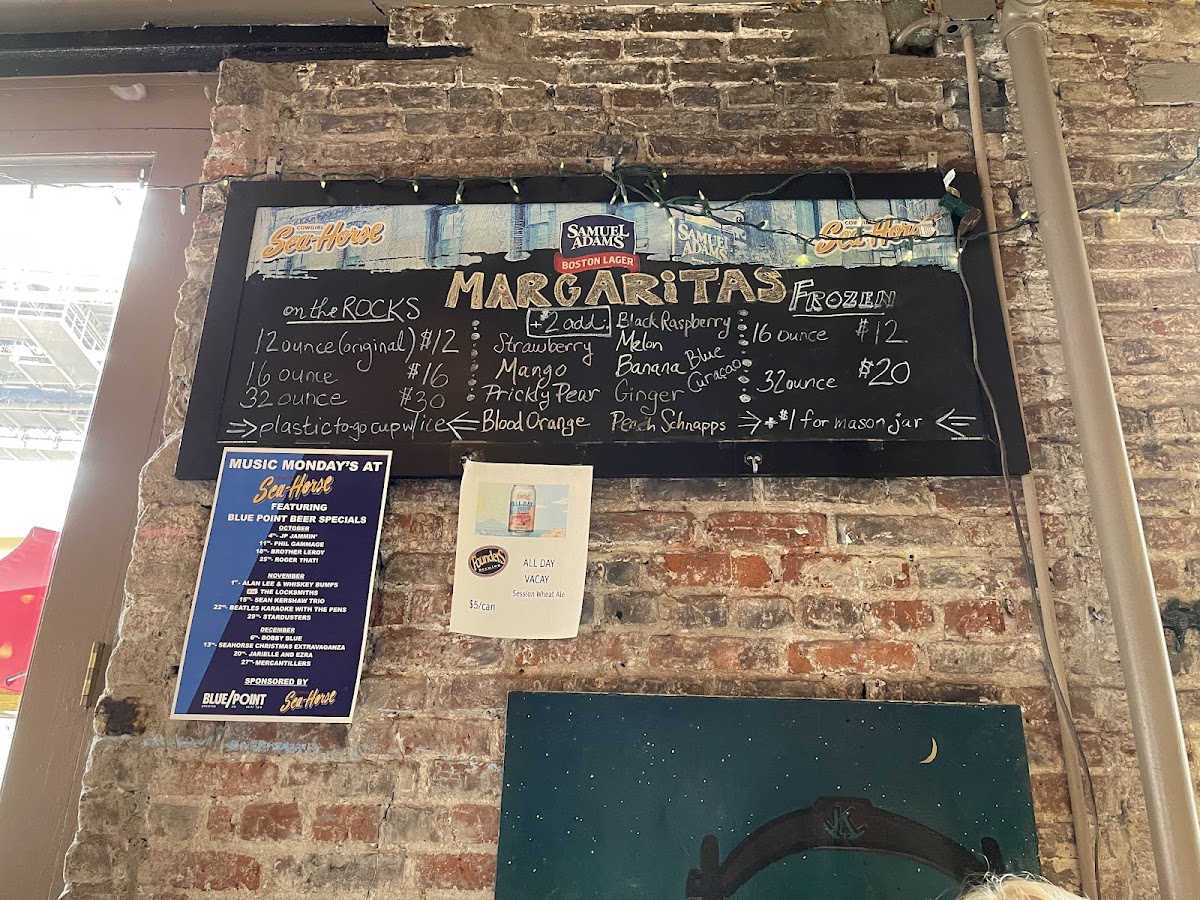 COWGIRL
Sea-Horse
SAMUEL
ADAMS
BOSTON LAGER
SAMUEL
ADAMS
COWGIRL
Sea-Horse
MARGARITAS
on the ROCKS
12 ounce (original) $12
16 ounce $16
32 ounce $30
⇒ plastic to-go cup w/ ice ⇐
+$2 add.
Strawberry
Mango
Prickly Pear
Blood Orange
Black Raspberry
Melon
Banana
Blue
Curacao
Ginger
Peach Schnapps
FROZEN
16 ounce $12
32 ounce $20
⇒ +$1 for mason jar ⇐
MUSIC MONDAY'S AT
Sea-Horse
FEATURING
BLUE POINT BEER SPECIALS
OCTOBER
4TH- JP JAMMIN'
11TH- PHIL GAMMAGE
18TH- BROTHER LEROY
25TH- ROGER THAT!
NOVEMBER
1ST- ALAN LEE & WHISKEY BUMPS
THE LOCKSMITHS
15TH- SEAN KERSHAW TRIO
22ND- BEATLES KARAOKE WITH THE PENS
29TH- STARDUSTERS
DECEMBER
6TH- BOBBY BLUE
13TH- SEAHORSE CHRISTMAS EXTRAVAGANZA
20TH- JARIELLE AND EZRA
27TH- MERCANTILLERS
SPONSORED BY
BLUE/POINT
Sea-Horse
ALL DAY
Founders
BREWING
ALL DAY
VACAY
Session Wheat Ale
$5/can